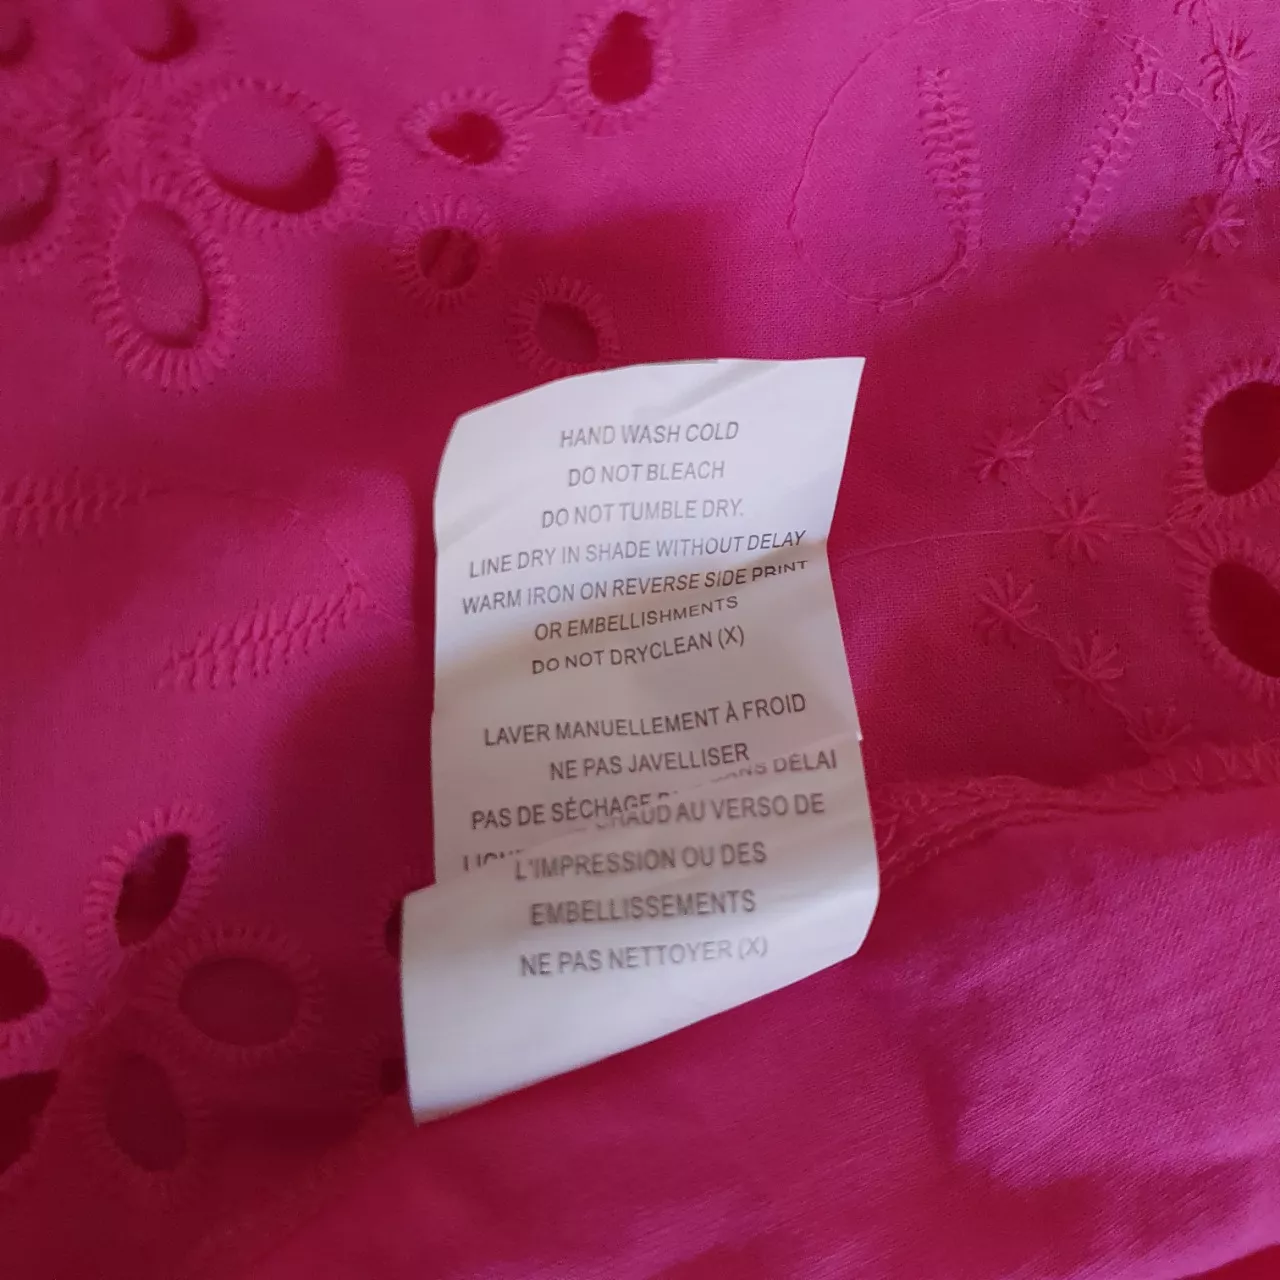 HAND WASH COLD
DO NOT BLEACH
DO NOT TUMBLE DRY.
LINE DRY IN SHADE WITHOUT DELAY
WARM IRON ON REVERSE SIDE PRINT
OR EMBELLISHMENTS
DO NOT DRYCLEAN (X)
LAVER MANUELLEMENT À FROID
NE PAS JAVELLISER
PAS DE SÉCHAGE
DÉLAI
CHAUD AU VERSO DE
L'IMPRESSION OU DES
EMBELLISSEMENTS
NE PAS NETTOYER (X)